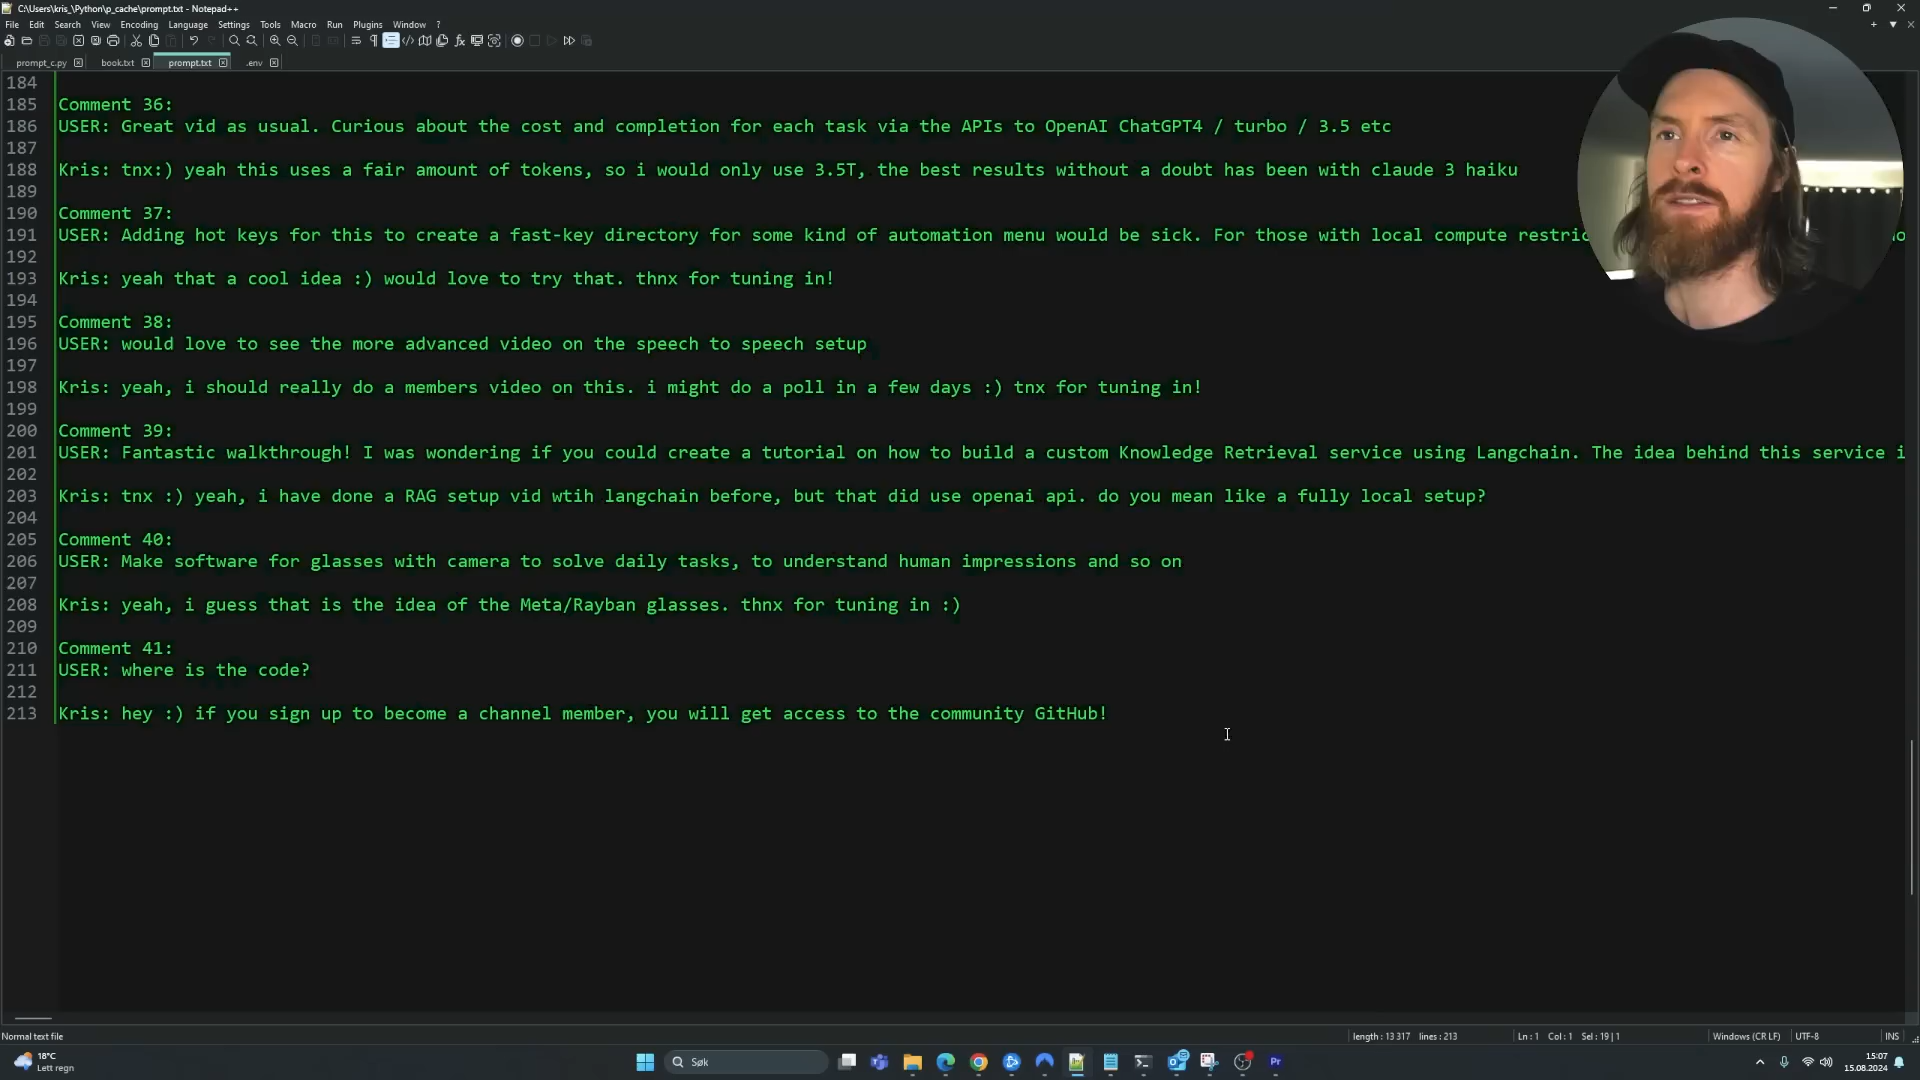 C:\Users\kris_\Python\p_cache\prompt.txt - Notepad++
File Edit Search View Encoding Language Settings Tools Macro Run Plugins Window ?
prompt_c.py book.txt prompt.txt .env
184
185 Comment 36:
186 USER: Great vid as usual. Curious about the cost and completion for each task via the APIs to OpenAI ChatGPT4 / turbo / 3.5 etc
187
188 Kris: tnx:) yeah this uses a fair amount of tokens, so i would only use 3.5T, the best results without a doubt has been with claude 3 haiku
189
190 Comment 37:
191 USER: Adding hot keys for this to create a fast-key directory for some kind of automation menu would be sick. For those with local compute
192
193 Kris: yeah that a cool idea :) would love to try that. thnx for tuning in!
194
195 Comment 38:
196 USER: would love to see the more advanced video on the speech to speech setup
197
198 Kris: yeah, i should really do a members video on this. i might do a poll in a few days :) tnx for tuning in!
199
200 Comment 39:
201 USER: Fantastic walkthrough! I was wondering if you could create a tutorial on how to build a custom Knowledge Retrieval service using Langchain. The idea behind this service i
202
203 Kris: tnx :) yeah, i have done a RAG setup vid wtih langchain before, but that did use openai api. do you mean like a fully local setup?
204
205 Comment 40:
206 USER: Make software for glasses with camera to solve daily tasks, to understand human impressions and so on
207
208 Kris: yeah, i guess that is the idea of the Meta/Rayban glasses. thnx for tuning in :)
209
210 Comment 41:
211 USER: where is the code?
212
213 Kris: hey :) if you sign up to become a channel member, you will get access to the community GitHub!
Normal text file length : 13 317 lines : 213 Ln : 1 Col : 1 Sel : 19 | 1 Windows (CR LF) UTF-8 INS
18°C
Lett regn
Søk
15:07
15.08.2024